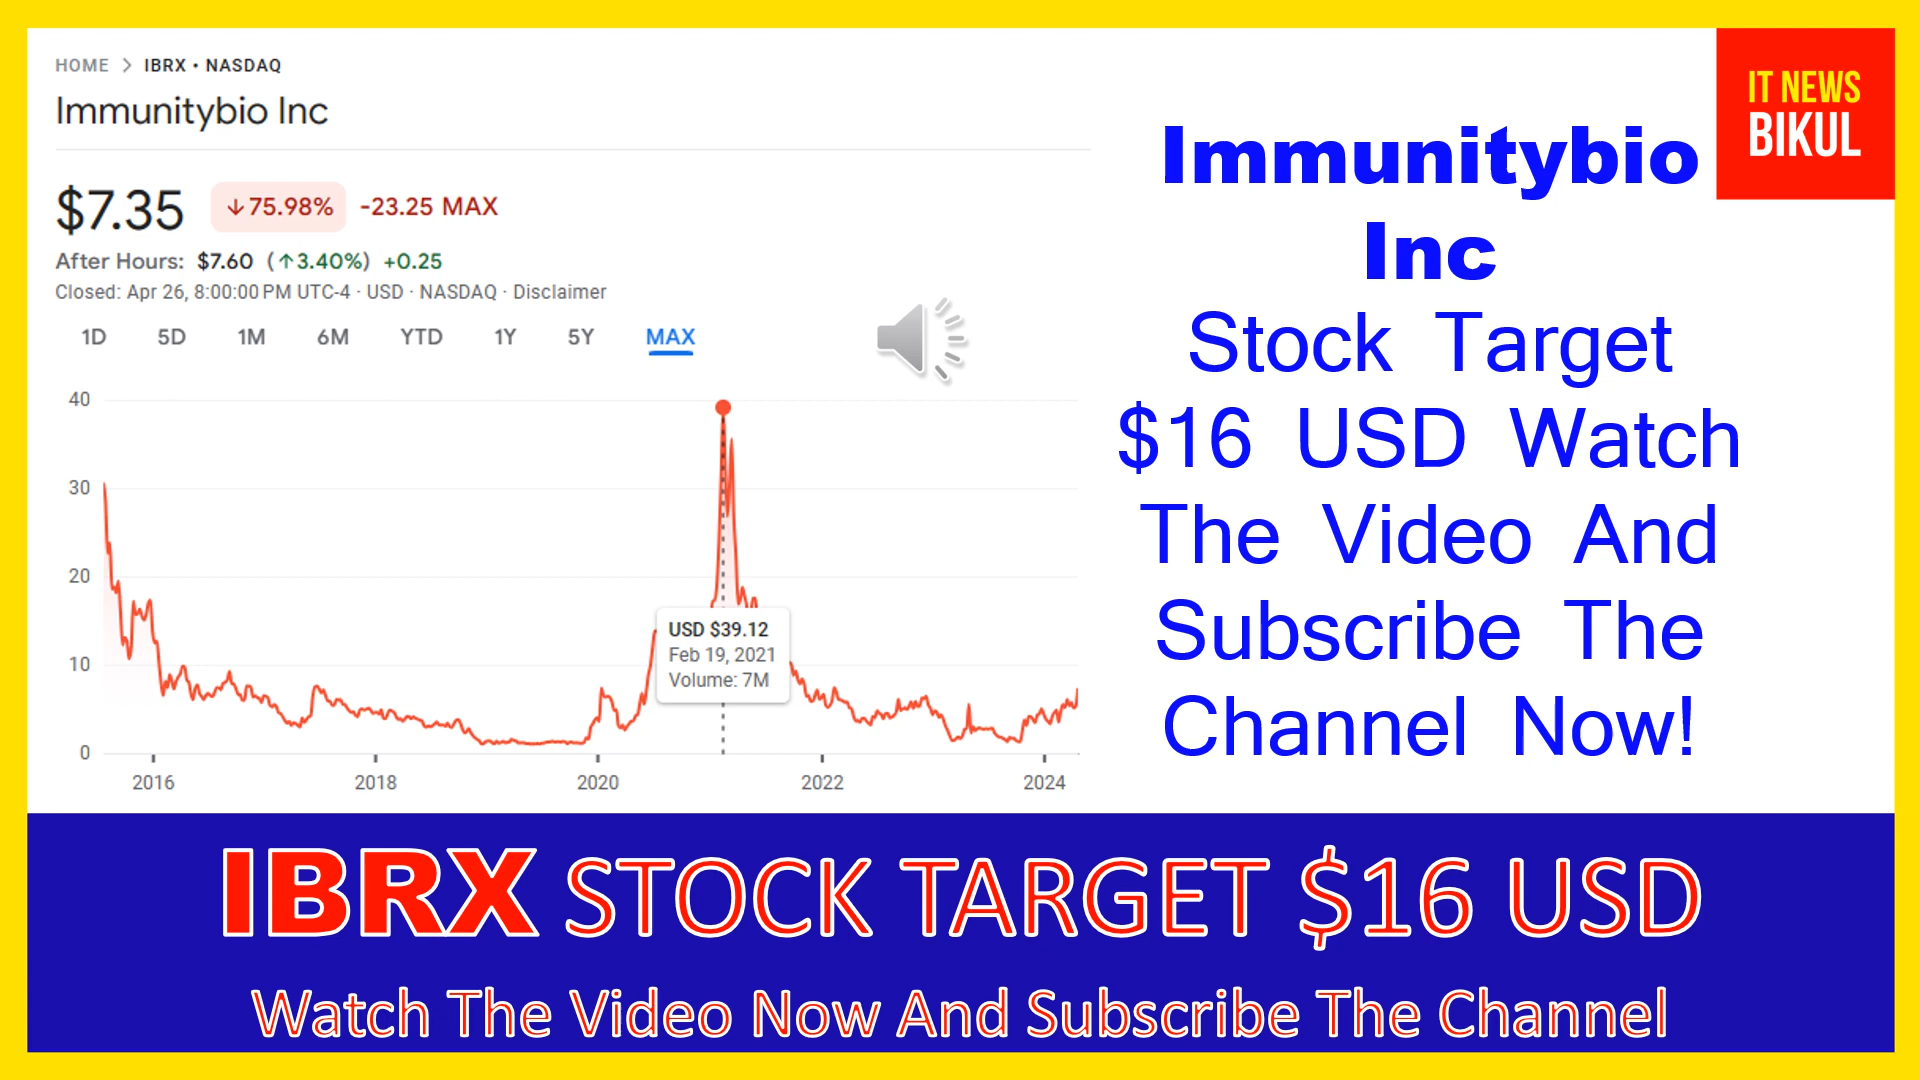 HOME > IBRX • NASDAQ
Immunitybio Inc
$7.35 ↓75.98% -23.25 MAX
After Hours: $7.60 (↑3.40%) +0.25
Closed: Apr 26, 8:00:00 PM UTC-4 · USD · NASDAQ · Disclaimer
1D 5D 1M 6M YTD 1Y 5Y MAX
40
30
20
10
0
USD $39.12
Feb 19, 2021
Volume: 7M
2016 2018 2020 2022 2024
IT NEWS
BIKUL
Immunitybio
Inc
Stock Target
$16 USD Watch
The Video And
Subscribe The
Channel Now!
IBRX STOCK TARGET $16 USD
Watch The Video Now And Subscribe The Channel